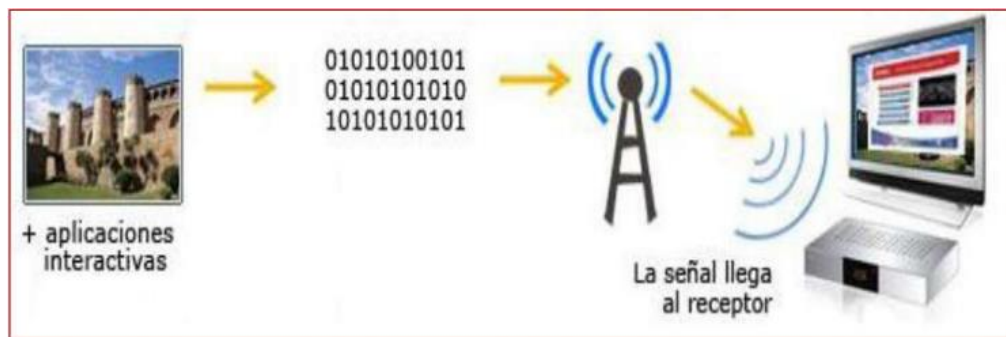 01010100101
01010101010
10101010101
+ aplicaciones
interactivas
La señal llega
al receptor